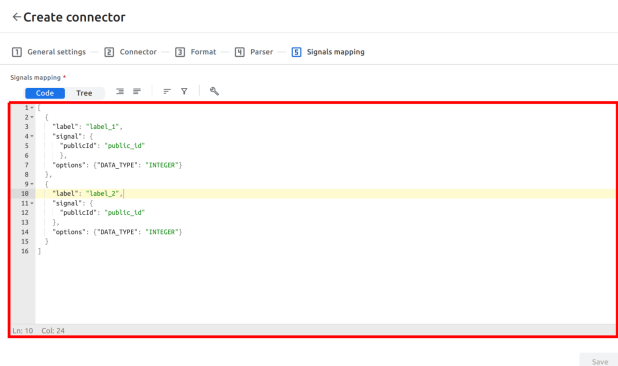 ←Create connector
1 General settings — 2 Connector — 3 Format — 4 Parser — 5 Signals mapping
Signals mapping *
Code Tree
1 [
2 {
3 "label": "label_1",
4 "signal": {
5 "publicId": "public_id"
6 },
7 "options": {"DATA_TYPE": "INTEGER"}
8 },
9 {
10 "label": "label_2",
11 "signal": {
12 "publicId": "public_id"
13 },
14 "options": {"DATA_TYPE": "INTEGER"}
15 }
16 ]
Ln: 10 Col: 24
Save